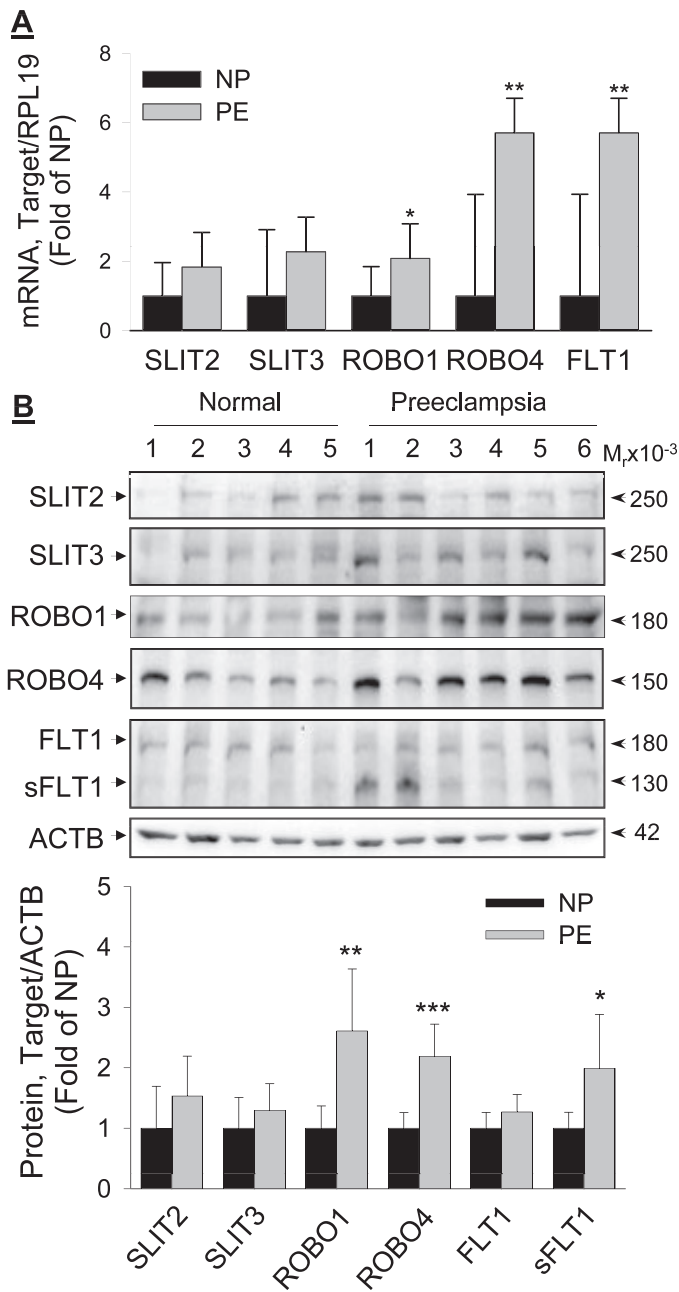 A
mRNA, Target/RPL19
(Fold of NP)
8
6
4
2
0
NP
PE
**
**
*
SLIT2 SLIT3 ROBO1 ROBO4 FLT1
B
Normal Preeclampsia
1 2 3 4 5 1 2 3 4 5 6 Mrx10-3
SLIT2 250
SLIT3 250
ROBO1 180
ROBO4 150
FLT1 180
sFLT1 130
ACTB 42
Protein, Target/ACTB
(Fold of NP)
5
4
3
2
1
0
NP
PE
**
***
*
SLIT2 SLIT3 ROBO1 ROBO4 FLT1 sFLT1